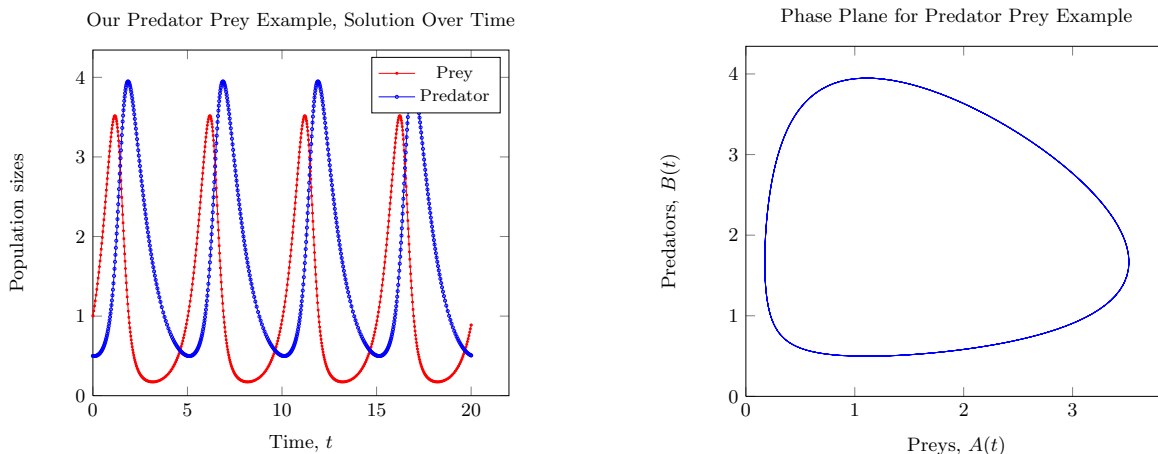 Our Predator Prey Example, Solution Over Time
Prey
Predator
Population sizes
4
3
2
1
0
0
5
10
15
20
Time, t
Phase Plane for Predator Prey Example
Predators, B(t)
4
3
2
1
0
0
1
2
3
Preys, A(t)